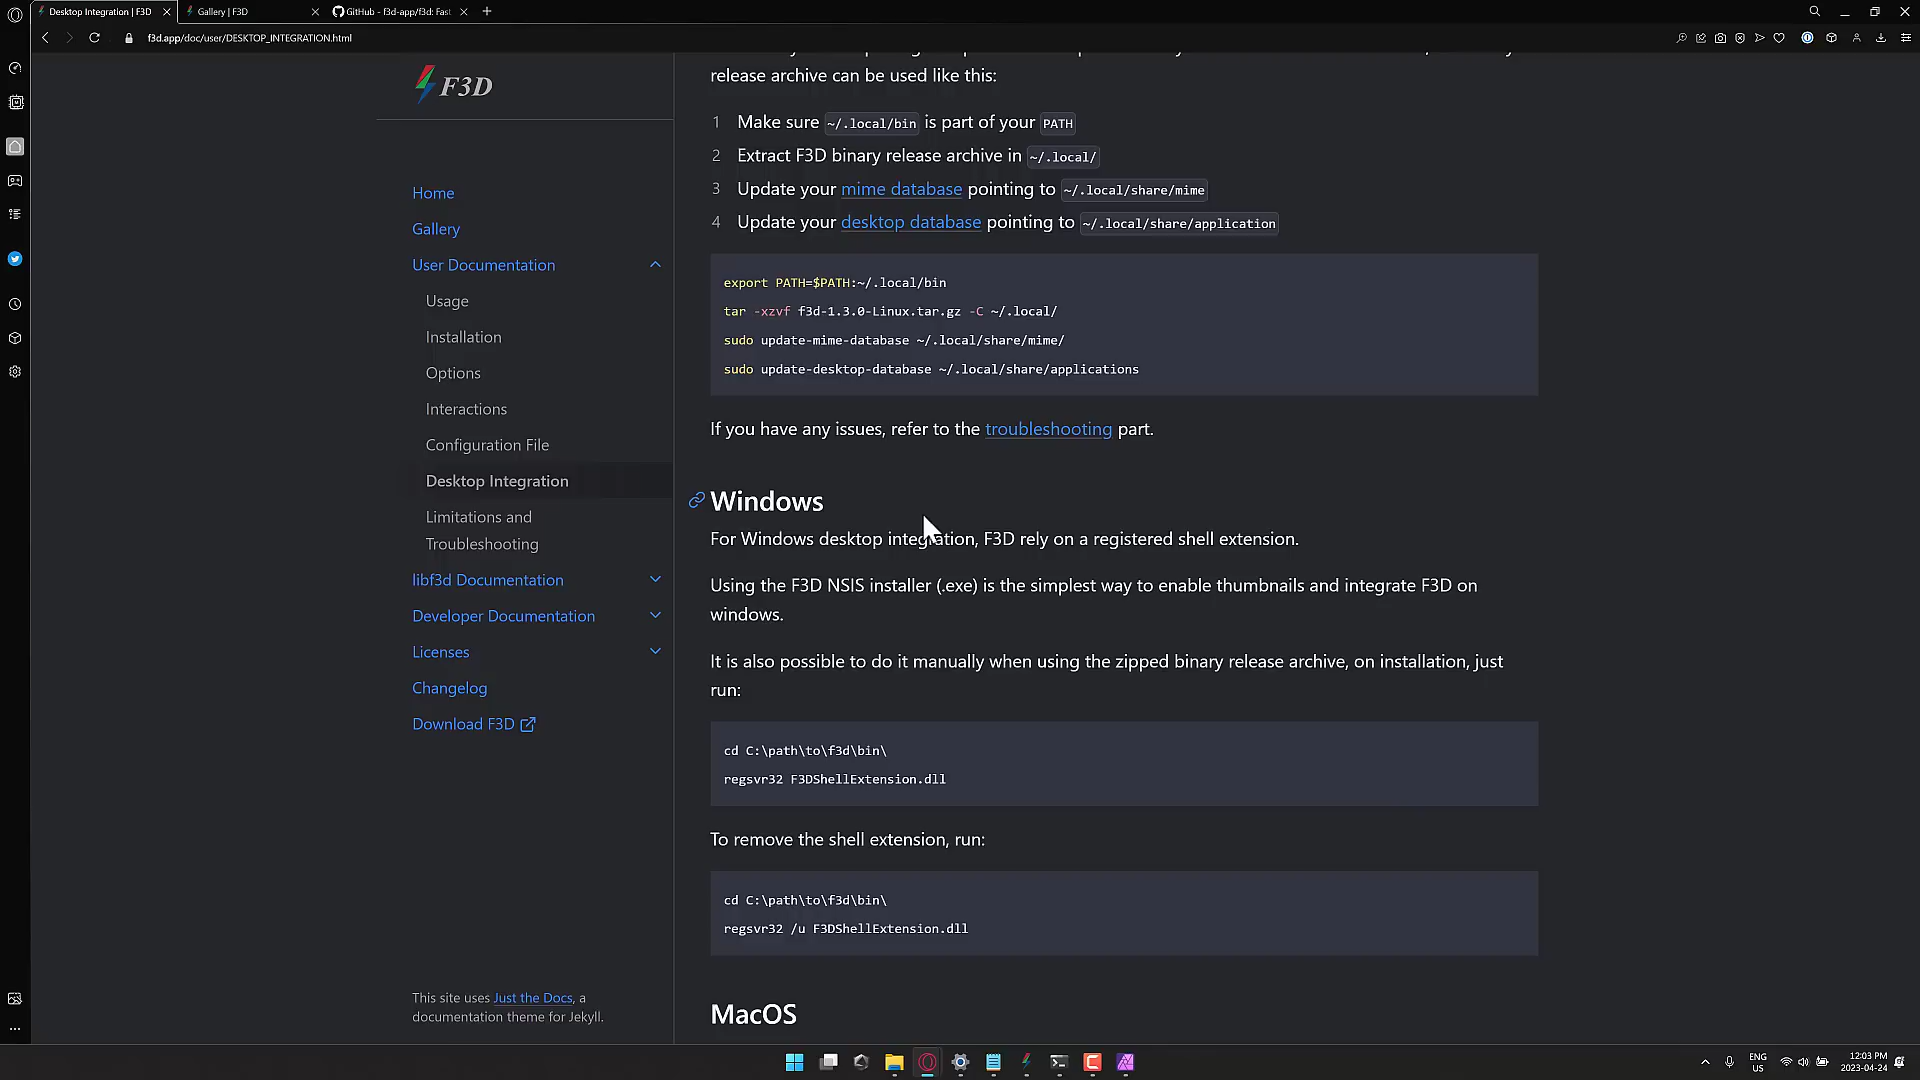 Desktop Integration | F3D
Gallery | F3D
GitHub - f3d-app/f3d: Fast
f3d.app/doc/user/DESKTOP_INTEGRATION.html
F3D
Home
Gallery
User Documentation
Usage
Installation
Options
Interactions
Configuration File
Desktop Integration
Limitations and
Troubleshooting
libf3d Documentation
Developer Documentation
Licenses
Changelog
Download F3D
This site uses Just the Docs, a
documentation theme for Jekyll.
release archive can be used like this:
1 Make sure ~/.local/bin is part of your PATH
2 Extract F3D binary release archive in ~/.local/
3 Update your mime database pointing to ~/.local/share/mime
4 Update your desktop database pointing to ~/.local/share/application
export PATH=$PATH:~/.local/bin
tar -xzvf f3d-1.3.0-Linux.tar.gz -C ~/.local/
sudo update-mime-database ~/.local/share/mime/
sudo update-desktop-database ~/.local/share/applications
If you have any issues, refer to the troubleshooting part.
Windows
For Windows desktop integration, F3D rely on a registered shell extension.
Using the F3D NSIS installer (.exe) is the simplest way to enable thumbnails and integrate F3D on
windows.
It is also possible to do it manually when using the zipped binary release archive, on installation, just
run:
cd C:\path\to\f3d\bin\
regsvr32 F3DShellExtension.dll
To remove the shell extension, run:
cd C:\path\to\f3d\bin\
regsvr32 /u F3DShellExtension.dll
MacOS
ENG
US
12:03 PM
2023-04-24